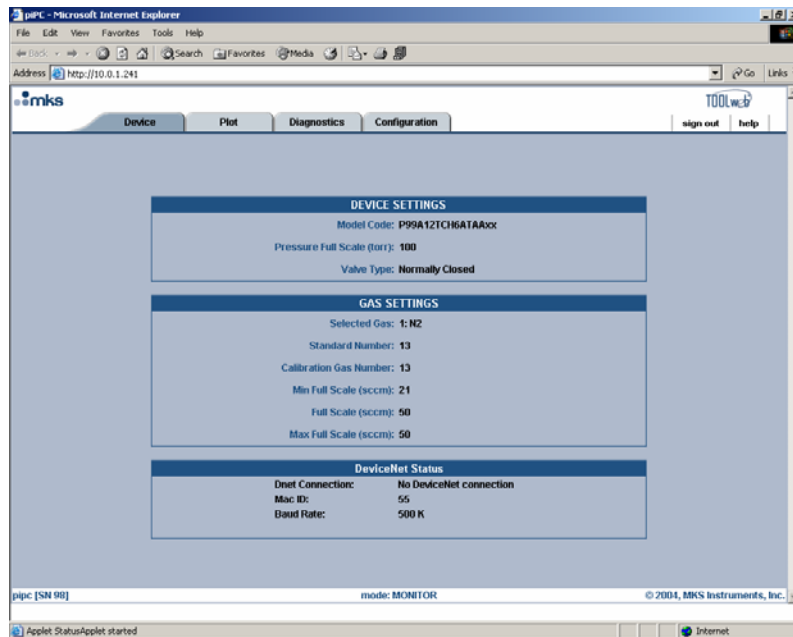 piPC - Microsoft Internet Explorer
File Edit View Favorites Tools Help
Back Search Favorites Media
Address http://10.0.1.241 Go Links
mks TOOLweb
Device Plot Diagnostics Configuration sign out help
DEVICE SETTINGS
Model Code: P99A12TCH6ATAAxx
Pressure Full Scale (torr): 100
Valve Type: Normally Closed
GAS SETTINGS
Selected Gas: 1: N2
Standard Number: 13
Calibration Gas Number: 13
Min Full Scale (sccm): 21
Full Scale (sccm): 50
Max Full Scale (sccm): 50
DeviceNet Status
Dnet Connection: No DeviceNet connection
Mac ID: 55
Baud Rate: 500 K
pipc [SN 98] mode: MONITOR © 2004, MKS Instruments, Inc.
Applet StatusApplet started Internet